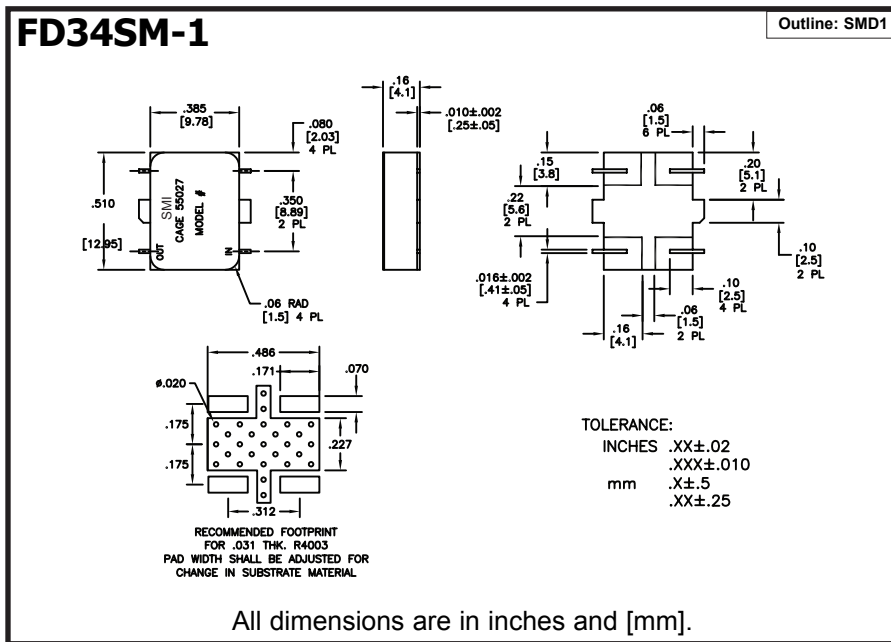 FD34SM-1
Outline: SMD1
.385
[9.78]
.080
[2.03]
4 PL
.510
[12.95]
.350
[8.89]
2 PL
SMI
CAGE 55027
MODEL #
OUT
IN
.06 RAD
[1.5] 4 PL
.16
[4.1]
.010±.002
[.25±.05]
.06
[1.5]
6 PL
.15
[3.8]
.20
[5.1]
2 PL
.22
[5.6]
2 PL
.10
[2.5]
2 PL
.016±.002
[.41±.05]
4 PL
.10
[2.5]
4 PL
.06
[1.5]
2 PL
.16
[4.1]
.486
.171
.070
ø.020
.175
.227
.175
.312
RECOMMENDED FOOTPRINT
FOR .031 THK. R4003
PAD WIDTH SHALL BE ADJUSTED FOR
CHANGE IN SUBSTRATE MATERIAL
TOLERANCE:
INCHES .XX±.02
.XXX±.010
mm .X±.5
.XX±.25
All dimensions are in inches and [mm].